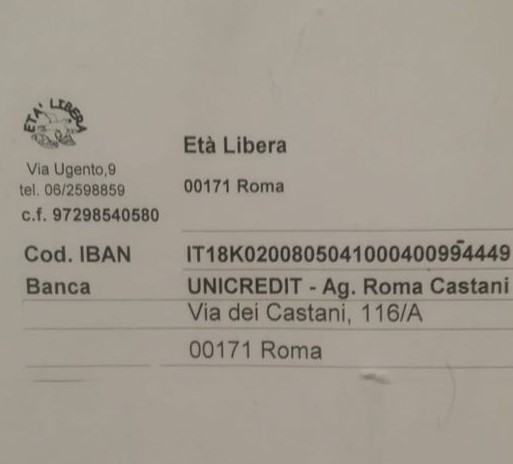 ETA' LIBERA
Via Ugento,9
tel. 06/2598859
c.f. 97298540580
Età Libera
00171 Roma
Cod. IBAN IT18K0200805041000400994449
Banca UNICREDIT - Ag. Roma Castani
Via dei Castani, 116/A
00171 Roma